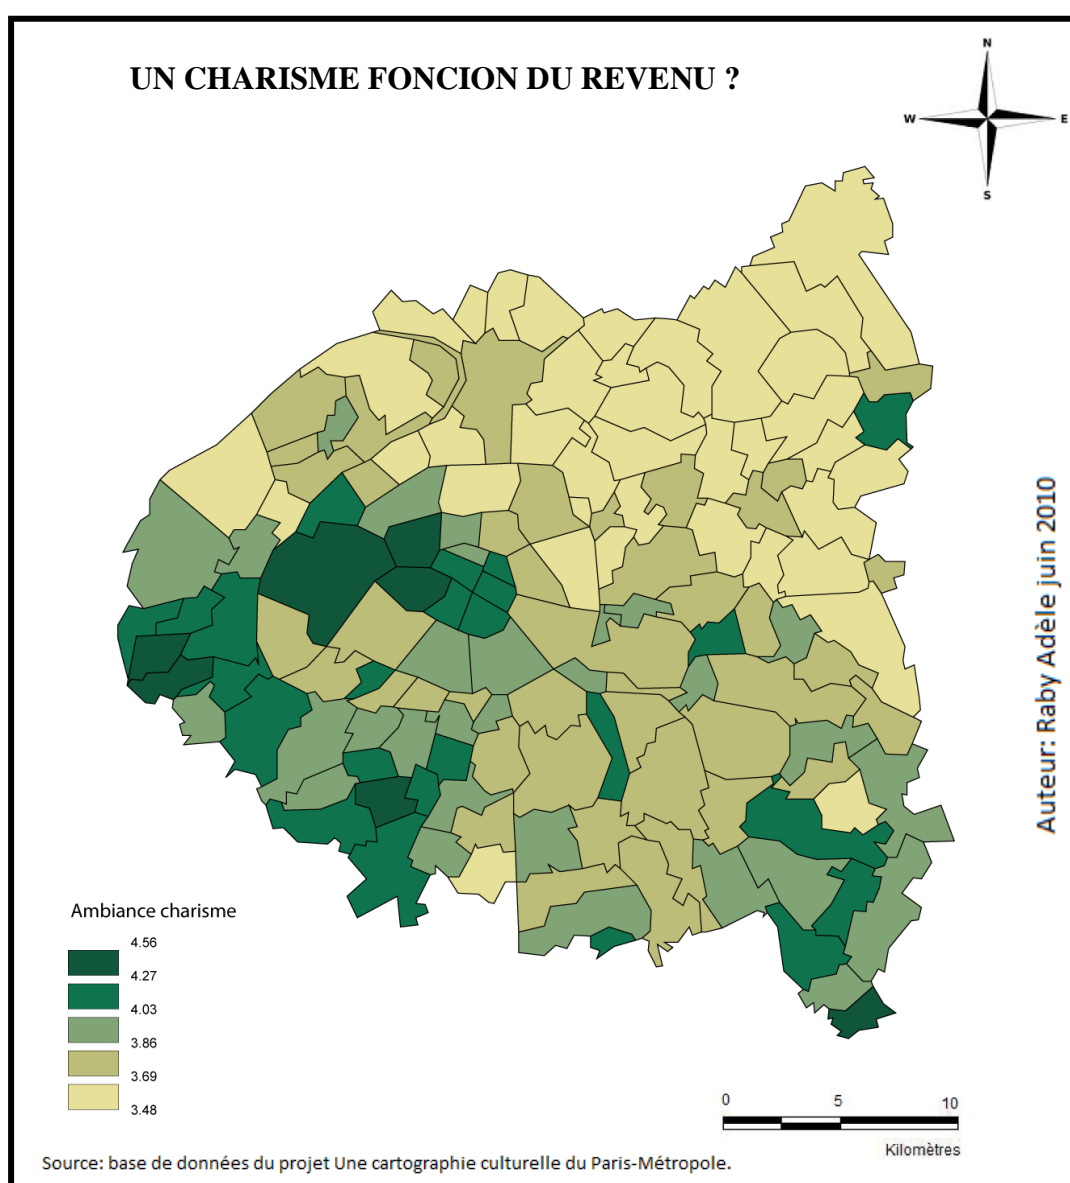 UN CHARISME FONCION DU REVENU ?
N
W
E
S
Auteur: Raby Adèle juin 2010
Ambiance charisme
4.56
4.27
4.03
3.86
3.69
3.48
0 5 10
Kilomètres
Source: base de données du projet Une cartographie culturelle du Paris-Métropole.